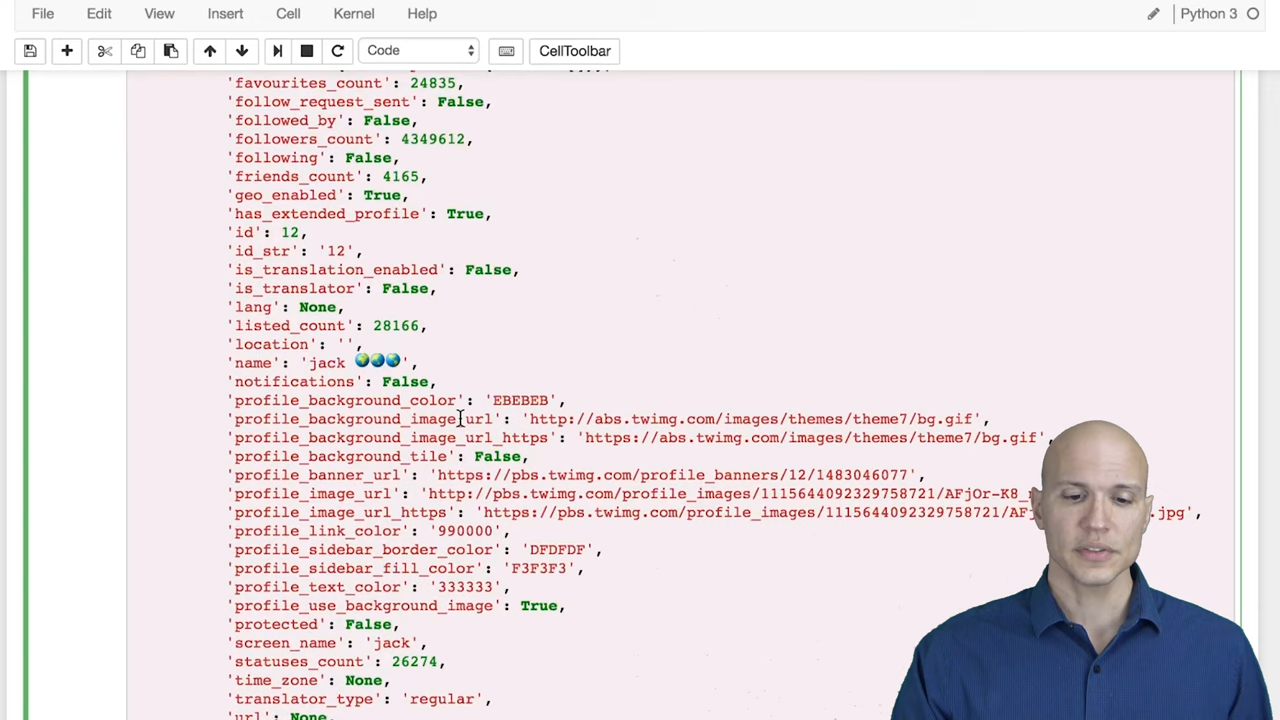 File Edit View Insert Cell Kernel Help Python 3
Code CellToolbar
'favourites_count': 24835,
'follow_request_sent': False,
'followed_by': False,
'followers_count': 4349612,
'following': False,
'friends_count': 4165,
'geo_enabled': True,
'has_extended_profile': True,
'id': 12,
'id_str': '12',
'is_translation_enabled': False,
'is_translator': False,
'lang': None,
'listed_count': 28166,
'location': '',
'name': 'jack 🌍🌏🌎',
'notifications': False,
'profile_background_color': 'EBEBEB',
'profile_background_image_url': 'http://abs.twimg.com/images/themes/theme7/bg.gif',
'profile_background_image_url_https': 'https://abs.twimg.com/images/themes/theme7/bg.gif',
'profile_background_tile': False,
'profile_banner_url': 'https://pbs.twimg.com/profile_banners/12/1483046077',
'profile_image_url': 'http://pbs.twimg.com/profile_images/1115644092329758721/AFjOr-K8_
'profile_image_url_https': 'https://pbs.twimg.com/profile_images/1115644092329758721/AF .jpg',
'profile_link_color': '990000',
'profile_sidebar_border_color': 'DFDFDF',
'profile_sidebar_fill_color': 'F3F3F3',
'profile_text_color': '333333',
'profile_use_background_image': True,
'protected': False,
'screen_name': 'jack',
'statuses_count': 26274,
'time_zone': None,
'translator_type': 'regular',
'url': None,